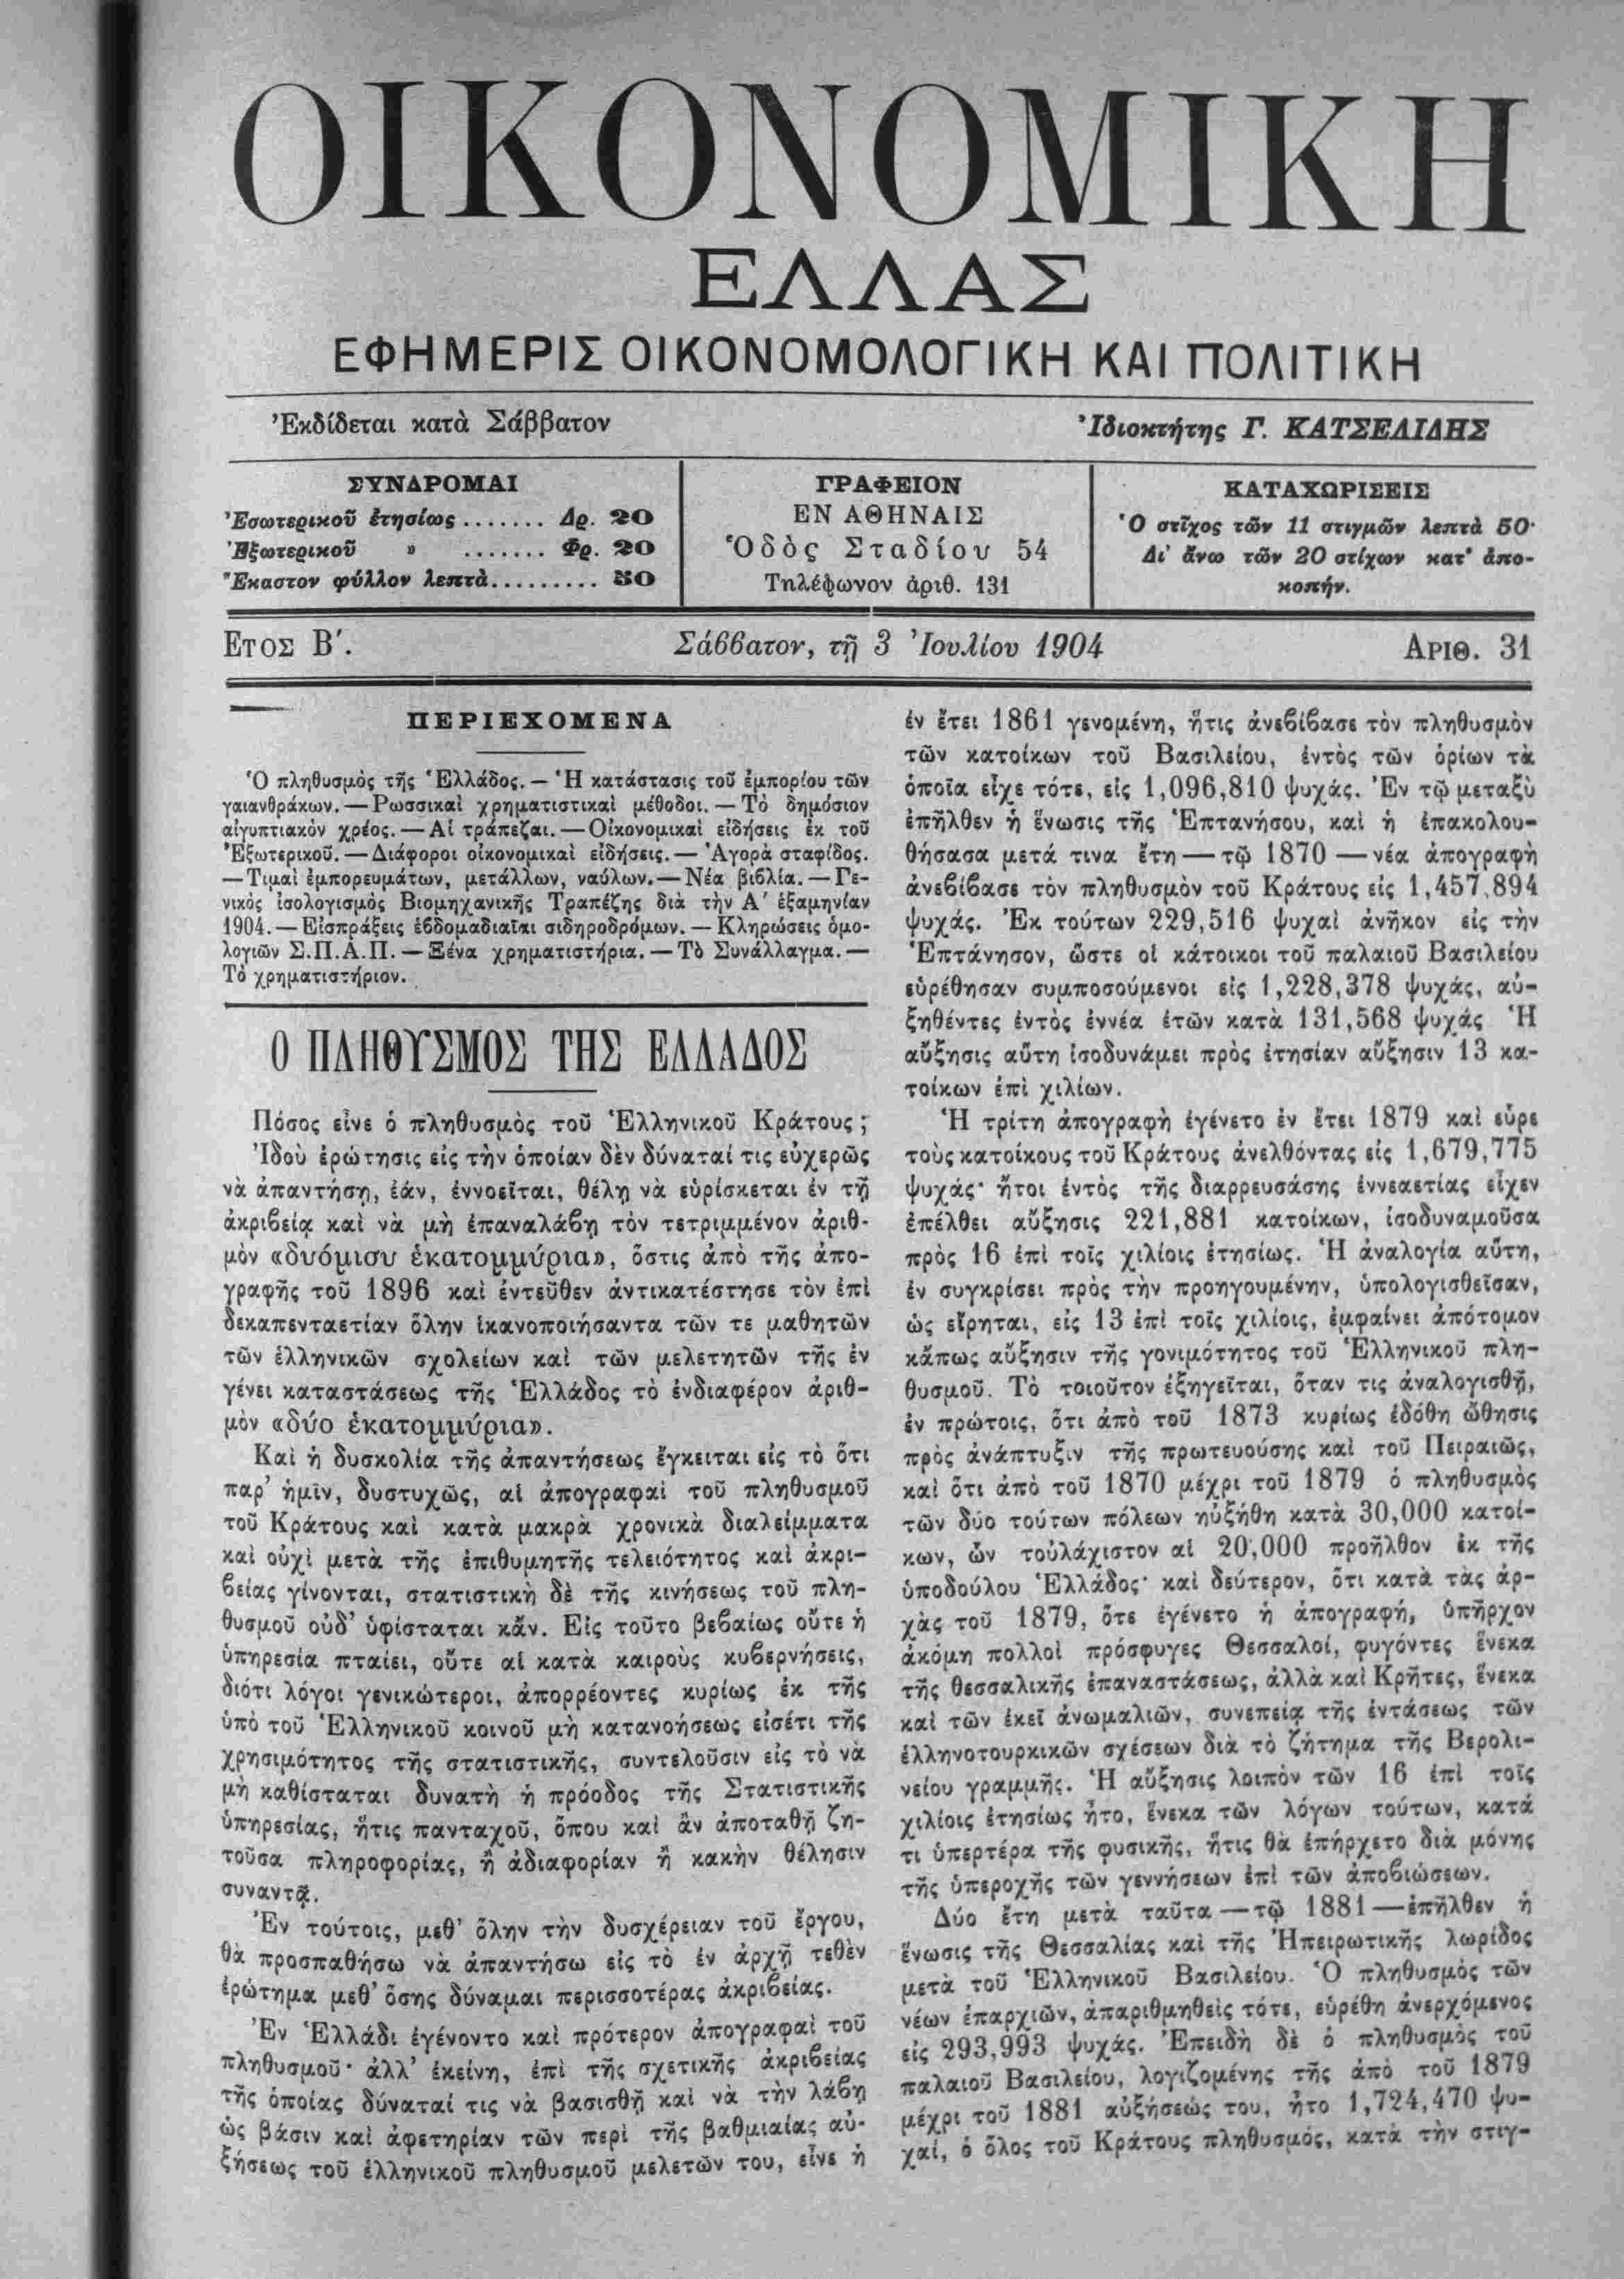 ΟΙΚΟΝΟΜΙΚΗ
ΕΛΛΑΣ
ΕΦΗΜΕΡΙΣ ΟΙΚΟΝΟΜΟΛΟΓΙΚΗ ΚΑΙ ΠΟΛΙΤΙΚΗ
Ἐκδίδεται κατὰ Σάββατον
Ἰδιοκτήτης Γ. ΚΑΤΣΕΛΙΔΗΣ
ΣΥΝΔΡΟΜΑΙ
Ἐσωτερικοῦ ἐτησίως ....... Δρ. 20
Ἐξωτερικοῦ » ....... Φρ. 20
Ἕκαστον φύλλον λεπτὰ......... 50
ΓΡΑΦΕΙΟΝ
ΕΝ ΑΘΗΝΑΙΣ
Ὁδὸς Σταδίου 54
Τηλέφωνον ἀριθ. 131
ΚΑΤΑΧΩΡΙΣΕΙΣ
Ὁ στῖχος τῶν 11 στιγμῶν λεπτὰ 50·
Δι' ἄνω τῶν 20 στίχων κατ' ἀπο-
κοπήν.
ΕΤΟΣ Β΄.
Σάββατον, τῇ 3 Ἰουλίου 1904
ΑΡΙΘ. 31
ΠΕΡΙΕΧΟΜΕΝΑ
Ὁ πληθυσμὸς τῆς Ἑλλάδος. — Ἡ κατάστασις τοῦ ἐμπορίου τῶν
γαιανθράκων. — Ρωσσικαὶ χρηματιστικαὶ μέθοδοι. — Τὸ δημόσιον
αἰγυπτιακὸν χρέος. — Αἱ τράπεζαι. — Οἰκονομικαὶ εἰδήσεις ἐκ τοῦ
Ἐξωτερικοῦ. — Διάφοροι οἰκονομικαὶ εἰδήσεις. — Ἀγορὰ σταφίδος.
— Τιμαὶ ἐμπορευμάτων, μετάλλων, ναύλων. — Νέα βιβλία. — Γε-
νικὸς ἰσολογισμὸς Βιομηχανικῆς Τραπέζης διὰ τὴν Α΄ ἑξαμηνίαν
1904. — Εἰσπράξεις ἑβδομαδιαῖαι σιδηροδρόμων. — Κληρώσεις ὁμο-
λογιῶν Σ.Π.Α.Π. — Ξένα χρηματιστήρια. — Τὸ Συνάλλαγμα. —
Τὸ χρηματιστήριον.
Ο ΠΛΗΘΥΣΜΟΣ ΤΗΣ ΕΛΛΑΔΟΣ
Πόσος εἶνε ὁ πληθυσμὸς τοῦ Ἑλληνικοῦ Κράτους;
Ἰδοὺ ἐρώτησις εἰς τὴν ὁποίαν δὲν δύναταί τις εὐχερῶς
νὰ ἀπαντήσῃ, ἐάν, ἐννοεῖται, θέλῃ νὰ εὑρίσκεται ἐν τῇ
ἀκριβείᾳ καὶ νὰ μὴ ἐπαναλάβῃ τὸν τετριμμένον ἀριθ-
μὸν «δυόμισυ ἑκατομμύρια», ὅστις ἀπὸ τῆς ἀπο-
γραφῆς τοῦ 1896 καὶ ἐντεῦθεν ἀντικατέστησε τὸν ἐπὶ
δεκαπενταετίαν ὅλην ἱκανοποιήσαντα τῶν τε μαθητῶν
τῶν ἑλληνικῶν σχολείων καὶ τῶν μελετητῶν τῆς ἐν
γένει καταστάσεως τῆς Ἑλλάδος τὸ ἐνδιαφέρον ἀριθ-
μὸν «δύο ἑκατομμύρια».
Καὶ ἡ δυσκολία τῆς ἀπαντήσεως ἔγκειται εἰς τὸ ὅτι
παρ' ἡμῖν, δυστυχῶς, αἱ ἀπογραφαὶ τοῦ πληθυσμοῦ
τοῦ Κράτους καὶ κατὰ μακρὰ χρονικὰ διαλείμματα
καὶ οὐχὶ μετὰ τῆς ἐπιθυμητῆς τελειότητος καὶ ἀκρι-
βείας γίνονται, στατιστικὴ δὲ τῆς κινήσεως τοῦ πλη-
θυσμοῦ οὐδ' ὑφίσταται κἄν. Εἰς τοῦτο βεβαίως οὔτε ἡ
ὑπηρεσία πταίει, οὔτε αἱ κατὰ καιροὺς κυβερνήσεις,
διότι λόγοι γενικώτεροι, ἀπορρέοντες κυρίως ἐκ τῆς
ὑπὸ τοῦ Ἑλληνικοῦ κοινοῦ μὴ κατανοήσεως εἰσέτι τῆς
χρησιμότητος τῆς στατιστικῆς, συντελοῦσιν εἰς τὸ νὰ
μὴ καθίσταται δυνατὴ ἡ πρόοδος τῆς Στατιστικῆς
ὑπηρεσίας, ἥτις πανταχοῦ, ὅπου καὶ ἂν ἀποταθῇ ζη-
τοῦσα πληροφορίας, ἢ ἀδιαφορίαν ἢ κακὴν θέλησιν
συναντᾷ.
Ἐν τούτοις, μεθ' ὅλην τὴν δυσχέρειαν τοῦ ἔργου,
θὰ προσπαθήσω νὰ ἀπαντήσω εἰς τὸ ἐν ἀρχῇ τεθὲν
ἐρώτημα μεθ' ὅσης δύναμαι περισσοτέρας ἀκριβείας.
Ἐν Ἑλλάδι ἐγένοντο καὶ πρότερον ἀπογραφαὶ τοῦ
πληθυσμοῦ· ἀλλ' ἐκείνη, ἐπὶ τῆς σχετικῆς ἀκριβείας
τῆς ὁποίας δύναταί τις νὰ βασισθῇ καὶ νὰ τὴν λάβῃ
ὡς βάσιν καὶ ἀφετηρίαν τῶν περὶ τῆς βαθμιαίας αὐ-
ξήσεως τοῦ ἑλληνικοῦ πληθυσμοῦ μελετῶν του, εἶνε ἡ
ἐν ἔτει 1861 γενομένη, ἥτις ἀνεβίβασε τὸν πληθυσμὸν
τῶν κατοίκων τοῦ Βασιλείου, ἐντὸς τῶν ὁρίων τὰ
ὁποῖα εἶχε τότε, εἰς 1,096,810 ψυχάς. Ἐν τῷ μεταξὺ
ἐπῆλθεν ἡ ἕνωσις τῆς Ἑπτανήσου, καὶ ἡ ἐπακολου-
θήσασα μετά τινα ἔτη — τῷ 1870 — νέα ἀπογραφὴ
ἀνεβίβασε τὸν πληθυσμὸν τοῦ Κράτους εἰς 1,457,894
ψυχάς. Ἐκ τούτων 229,516 ψυχαὶ ἀνῆκον εἰς τὴν
Ἑπτάνησον, ὥστε οἱ κάτοικοι τοῦ παλαιοῦ Βασιλείου
εὑρέθησαν συμποσούμενοι εἰς 1,228,378 ψυχάς, αὐ-
ξηθέντες ἐντὸς ἐννέα ἐτῶν κατὰ 131,568 ψυχάς Ἡ
αὔξησις αὕτη ἰσοδυνάμει πρὸς ἐτησίαν αὔξησιν 13 κα-
τοίκων ἐπὶ χιλίων.
Ἡ τρίτη ἀπογραφὴ ἐγένετο ἐν ἔτει 1879 καὶ εὗρε
τοὺς κατοίκους τοῦ Κράτους ἀνελθόντας εἰς 1,679,775
ψυχάς· ἤτοι ἐντὸς τῆς διαρρευσάσης ἐννεαετίας εἶχεν
ἐπέλθει αὔξησις 221,881 κατοίκων, ἰσοδυναμοῦσα
πρὸς 16 ἐπὶ τοῖς χιλίοις ἐτησίως. Ἡ ἀναλογία αὕτη,
ἐν συγκρίσει πρὸς τὴν προηγουμένην, ὑπολογισθεῖσαν,
ὡς εἴρηται, εἰς 13 ἐπὶ τοῖς χιλίοις, ἐμφαίνει ἀπότομον
κἄπως αὔξησιν τῆς γονιμότητος τοῦ Ἑλληνικοῦ πλη-
θυσμοῦ. Τὸ τοιοῦτον ἐξηγεῖται, ὅταν τις ἀναλογισθῇ,
ἐν πρώτοις, ὅτι ἀπὸ τοῦ 1873 κυρίως ἐδόθη ὤθησις
πρὸς ἀνάπτυξιν τῆς πρωτευούσης καὶ τοῦ Πειραιῶς,
καὶ ὅτι ἀπὸ τοῦ 1870 μέχρι τοῦ 1879 ὁ πληθυσμὸς
τῶν δύο τούτων πόλεων ηὐξήθη κατὰ 30,000 κατοί-
κων, ὧν τοὐλάχιστον αἱ 20,000 προῆλθον ἐκ τῆς
ὑποδούλου Ἑλλάδος· καὶ δεύτερον, ὅτι κατὰ τὰς ἀρ-
χὰς τοῦ 1879, ὅτε ἐγένετο ἡ ἀπογραφή, ὑπῆρχον
ἀκόμη πολλοὶ πρόσφυγες Θεσσαλοί, φυγόντες ἕνεκα
τῆς θεσσαλικῆς ἐπαναστάσεως, ἀλλὰ καὶ Κρῆτες, ἕνεκα
καὶ τῶν ἐκεῖ ἀνωμαλιῶν, συνεπείᾳ τῆς ἐντάσεως τῶν
ἑλληνοτουρκικῶν σχέσεων διὰ τὸ ζήτημα τῆς Βερολι-
νείου γραμμῆς. Ἡ αὔξησις λοιπὸν τῶν 16 ἐπὶ τοῖς
χιλίοις ἐτησίως ἦτο, ἕνεκα τῶν λόγων τούτων, κατά
τι ὑπερτέρα τῆς φυσικῆς, ἥτις θὰ ἐπήρχετο διὰ μόνης
τῆς ὑπεροχῆς τῶν γεννήσεων ἐπὶ τῶν ἀποβιώσεων.
Δύο ἔτη μετὰ ταῦτα — τῷ 1881 — ἐπῆλθεν ἡ
ἕνωσις τῆς Θεσσαλίας καὶ τῆς Ἠπειρωτικῆς λωρίδος
μετὰ τοῦ Ἑλληνικοῦ Βασιλείου. Ὁ πληθυσμὸς τῶν
νέων ἐπαρχιῶν, ἀπαριθμηθεὶς τότε, εὑρέθη ἀνερχόμενος
εἰς 293,993 ψυχάς. Ἐπειδὴ δὲ ὁ πληθυσμὸς τοῦ
παλαιοῦ Βασιλείου, λογιζομένης τῆς ἀπὸ τοῦ 1879
μέχρι τοῦ 1881 αὐξήσεώς του, ἦτο 1,724,470 ψυ-
χαί, ὁ ὅλος τοῦ Κράτους πληθυσμός, κατὰ τὴν στιγ-